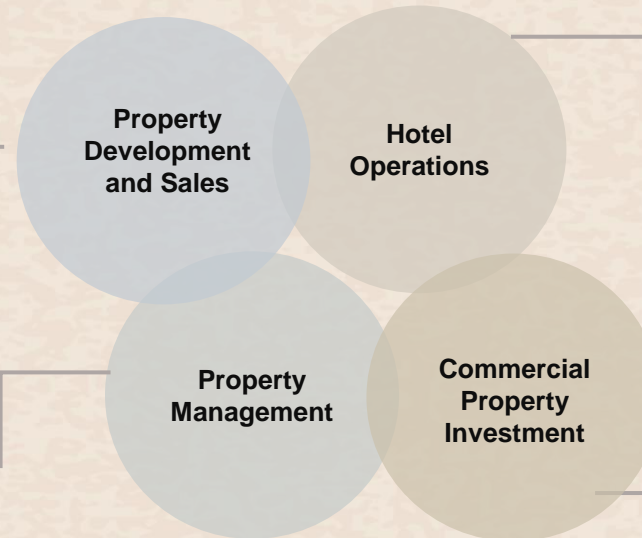 Property
Development
and Sales
Hotel
Operations
Property
Management
Commercial
Property
Investment